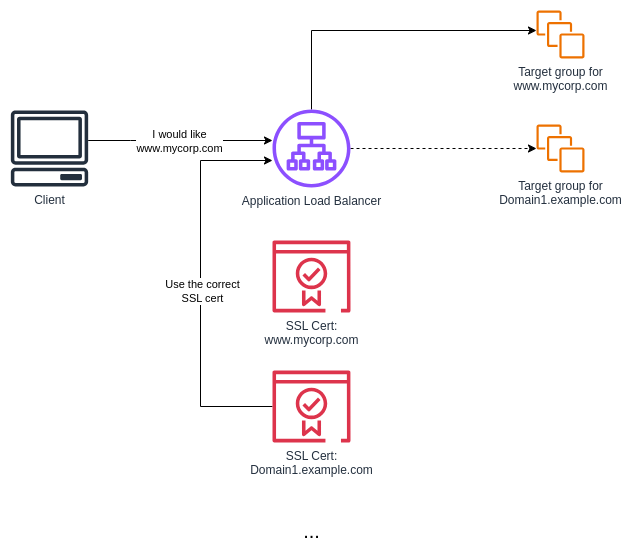 Target group for
www.mycorp.com
I would like
www.mycorp.com
Client
Application Load Balancer
Target group for
Domain1.example.com
Use the correct
SSL cert
SSL Cert:
www.mycorp.com
SSL Cert:
Domain1.example.com
...